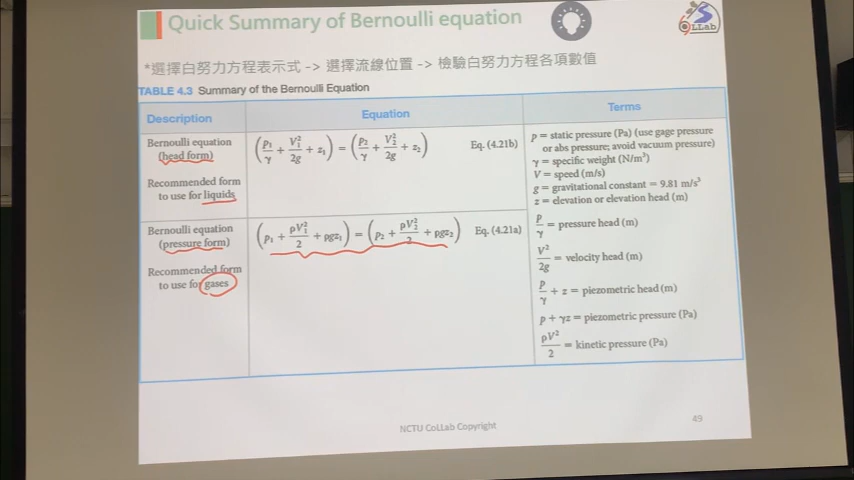 Quick Summary of Bernoulli equation
CoLLab
*選擇白努力方程表示式 -> 選擇流線位置 -> 檢驗白努力方程各項數值
TABLE 4.3 Summary of the Bernoulli Equation
Description
Equation
Terms
Bernoulli equation
(head form)
Recommended form
to use for liquids
(p₁/γ + V₁²/2g + z₁) = (p₂/γ + V₂²/2g + z₂)
Eq. (4.21b)
Bernoulli equation
(pressure form)
Recommended form
to use for gases
(p₁ + ρV₁²/2 + ρgz₁) = (p₂ + ρV₂²/2 + ρgz₂)
Eq. (4.21a)
p = static pressure (Pa) (use gage pressure
or abs pressure; avoid vacuum pressure)
γ = specific weight (N/m³)
V = speed (m/s)
g = gravitational constant = 9.81 m/s³
z = elevation or elevation head (m)
p/γ = pressure head (m)
V²/2g = velocity head (m)
p/γ + z = piezometric head (m)
p + γz = piezometric pressure (Pa)
ρV²/2 = kinetic pressure (Pa)
NCTU CoLLab Copyright
49